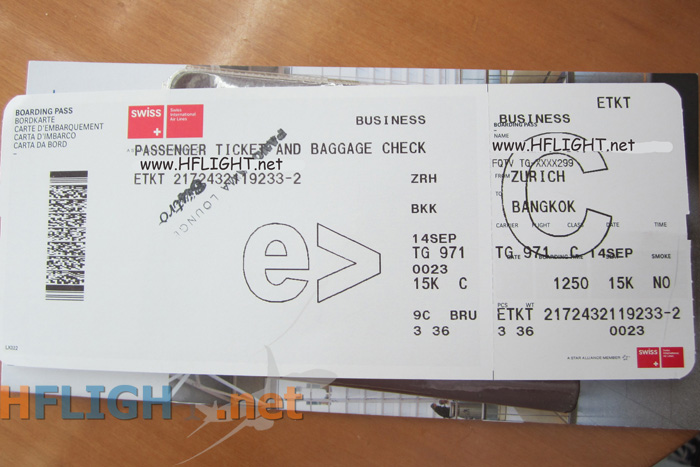 BOARDING PASS
BORDKARTE
CARTE D'EMBARQUEMENT
CARTA D'IMBARCO
CARTA DA BORD
swiss
Swiss International Air Lines
BUSINESS
PASSENGER TICKET AND BAGGAGE CHECK
www.HFLIGHT.net
ETKT 2172432119233-2
LOUNGE
ZRH
BKK
14SEP
TG 971
0023
15K C
9C BRU
3 36
e>
LX022
ETKT
BUSINESS
BOARDING PASS
NAME
www.HFLIGHT.net
FQTV TG-XXXX299
FROM ZURICH
TO BANGKOK
C
CARRIER FLIGHT CLASS DATE TIME
TG 971 C 14SEP
GATE BOARDING TIME SEAT SMOKE
1250 15K NO
PCS WT
ETKT 2172432119233-2
3 36 0023
A STAR ALLIANCE MEMBER
swiss
Swiss International Air Lines
HFLIGH .net